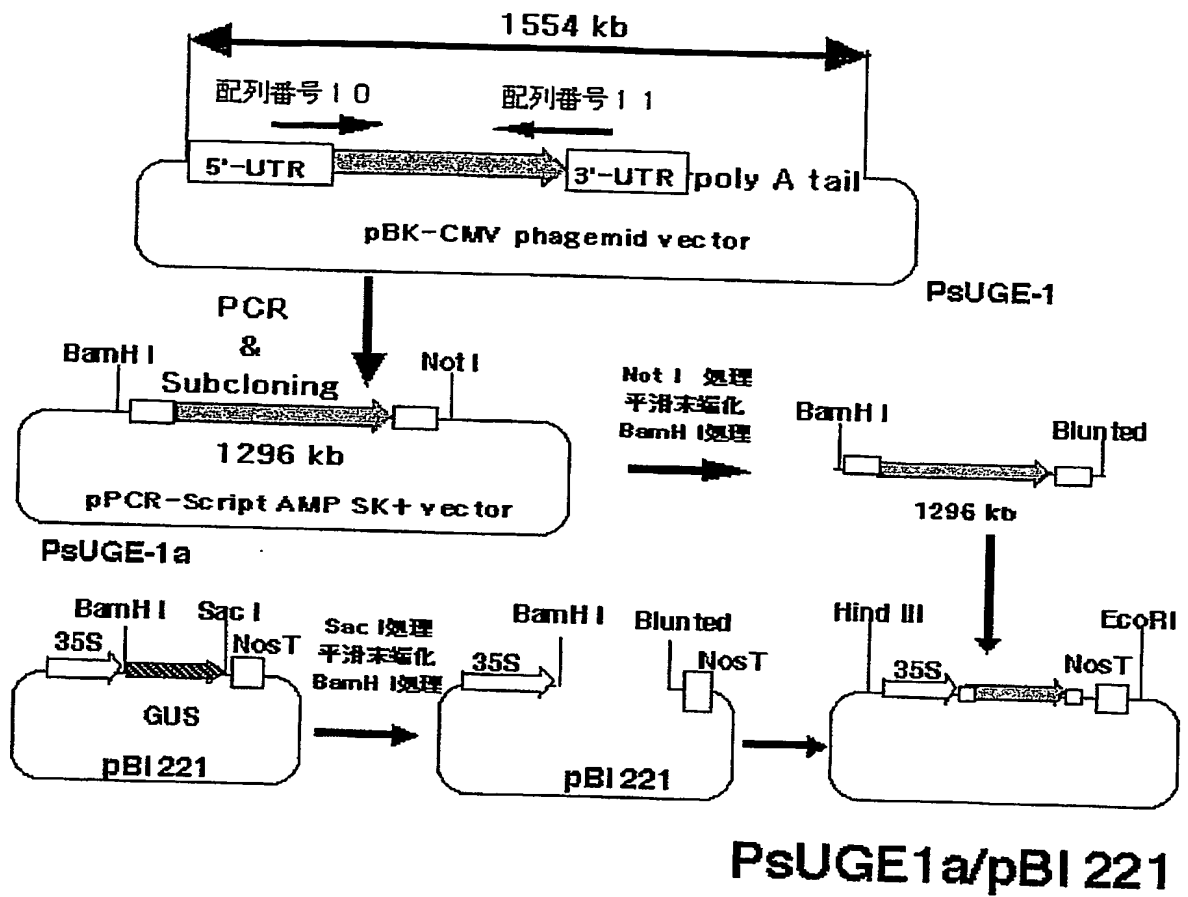 1554 kb
配列番号10
配列番号11
5'-UTR
3'-UTR
poly A tail
pBK-CMV phagemid vector
PsUGE-1
PCR
&
Subcloning
BamH I
Not I
1296 kb
pPCR-Script AMP SK+ vector
PsUGE-1a
Not I 処理
平滑末端化
BamH I処理
BamH I
Blunted
1296 kb
BamH I
Sac I
35S
NosT
GUS
pBI221
Sac I処理
平滑末端化
BamH I処理
BamH I
Blunted
35S
NosT
pBI221
Hind III
EcoRI
35S
NosT
PsUGE1a/pBI 221